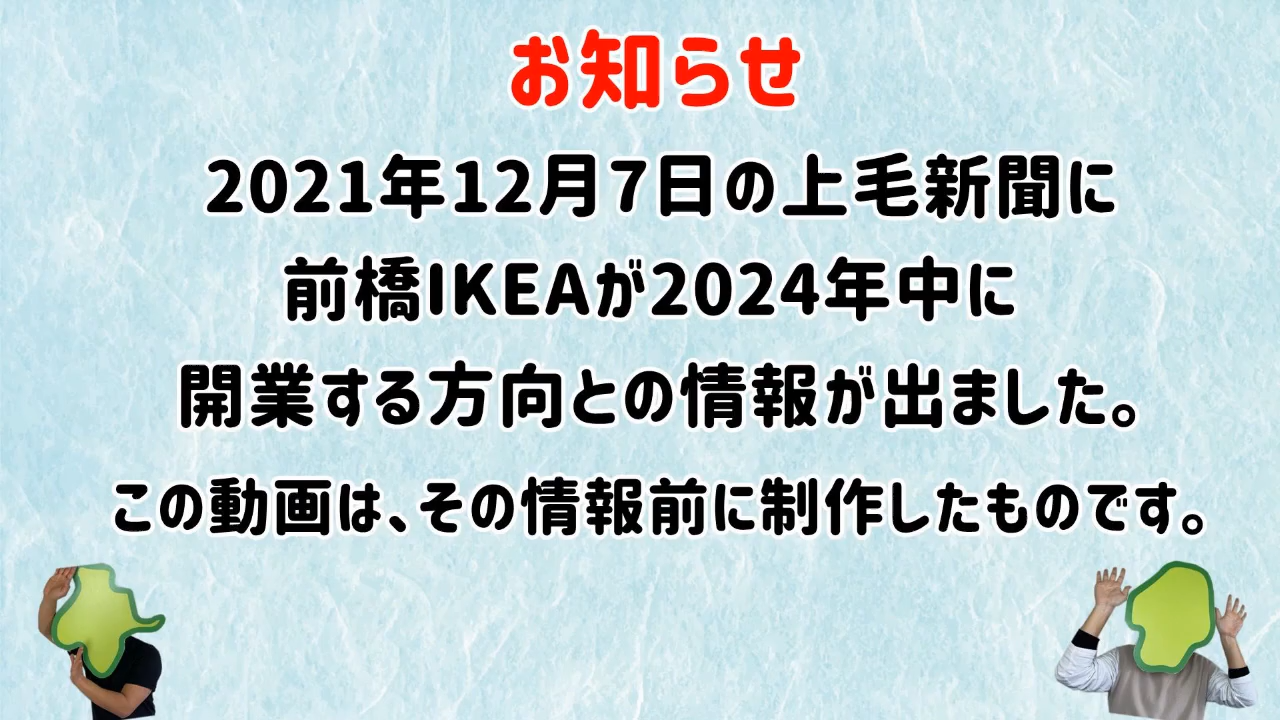 お知らせ
2021年12月7日の上毛新聞に
前橋IKEAが2024年中に
開業する方向との情報が出ました。
この動画は、その情報前に制作したものです。